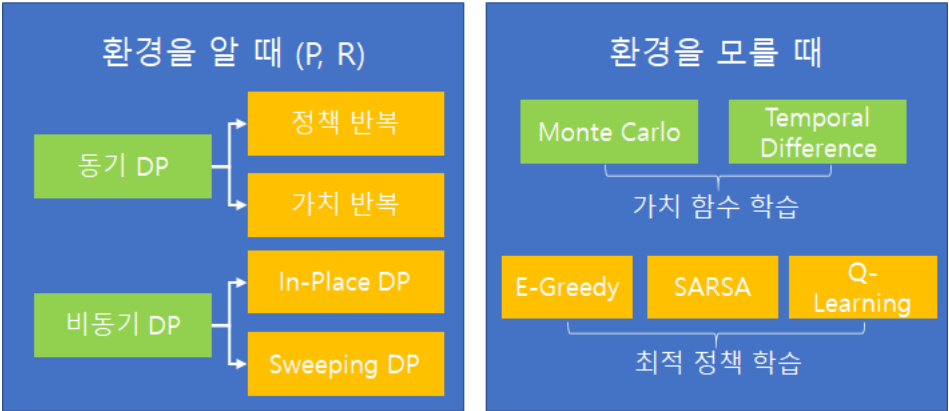 환경을 알 때 (P, R)
동기 DP
정책 반복
가치 반복
비동기 DP
In-Place DP
Sweeping DP
환경을 모를 때
Monte Carlo
Temporal
Difference
가치 함수 학습
E-Greedy
SARSA
Q-
Learning
최적 정책 학습